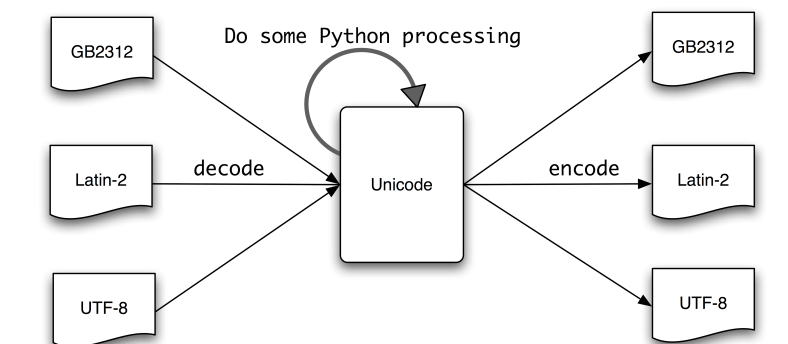 Do some Python processing
GB2312
GB2312
Latin-2
decode
Unicode
encode
Latin-2
UTF-8
UTF-8